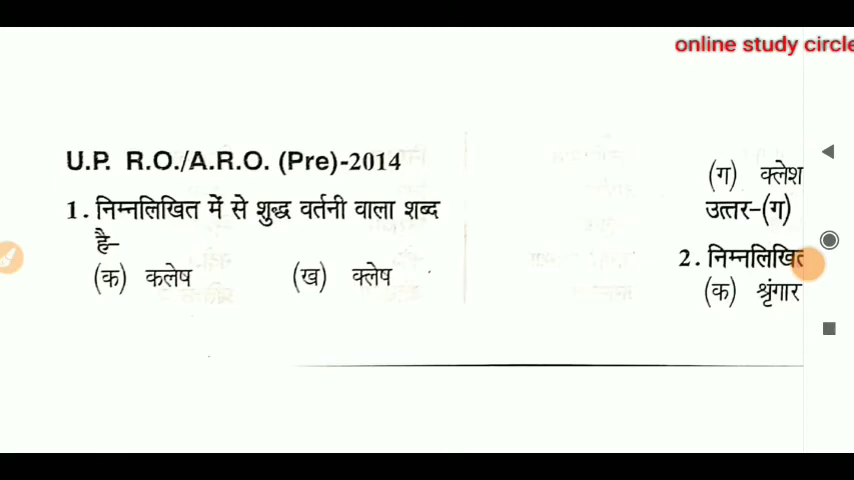 online study circle
U.P. R.O./A.R.O. (Pre)-2014
1. निम्नलिखित में से शुद्ध वर्तनी वाला शब्द
है–
(क) कलेष (ख) क्लेष
(ग) क्लेश
उत्तर–(ग)
2. निम्नलिखित
(क) श्रृंगार